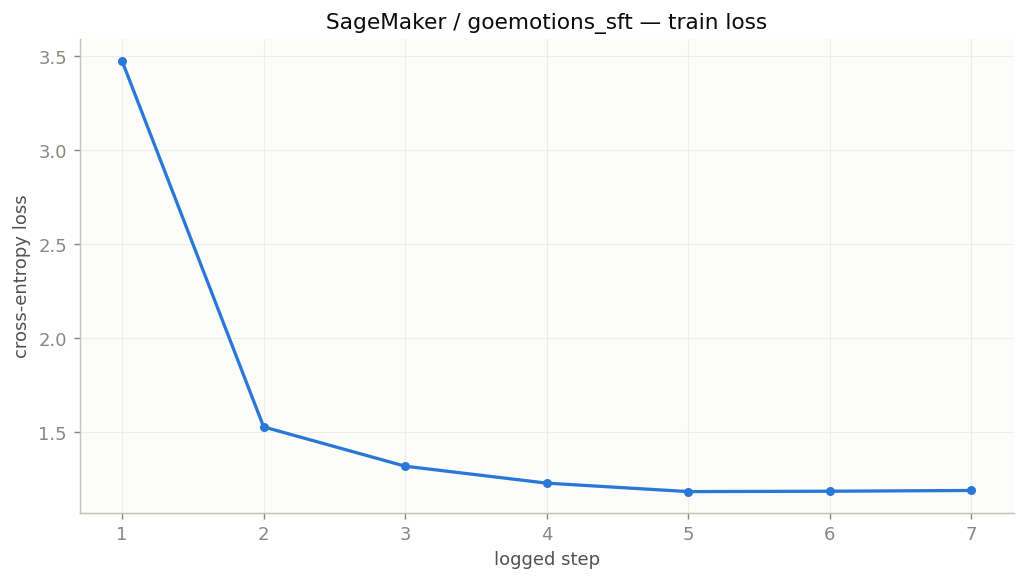 SageMaker / goemotions_sft — train loss
cross-entropy loss
3.5
3.0
2.5
2.0
1.5
1 2 3 4 5 6 7
logged step